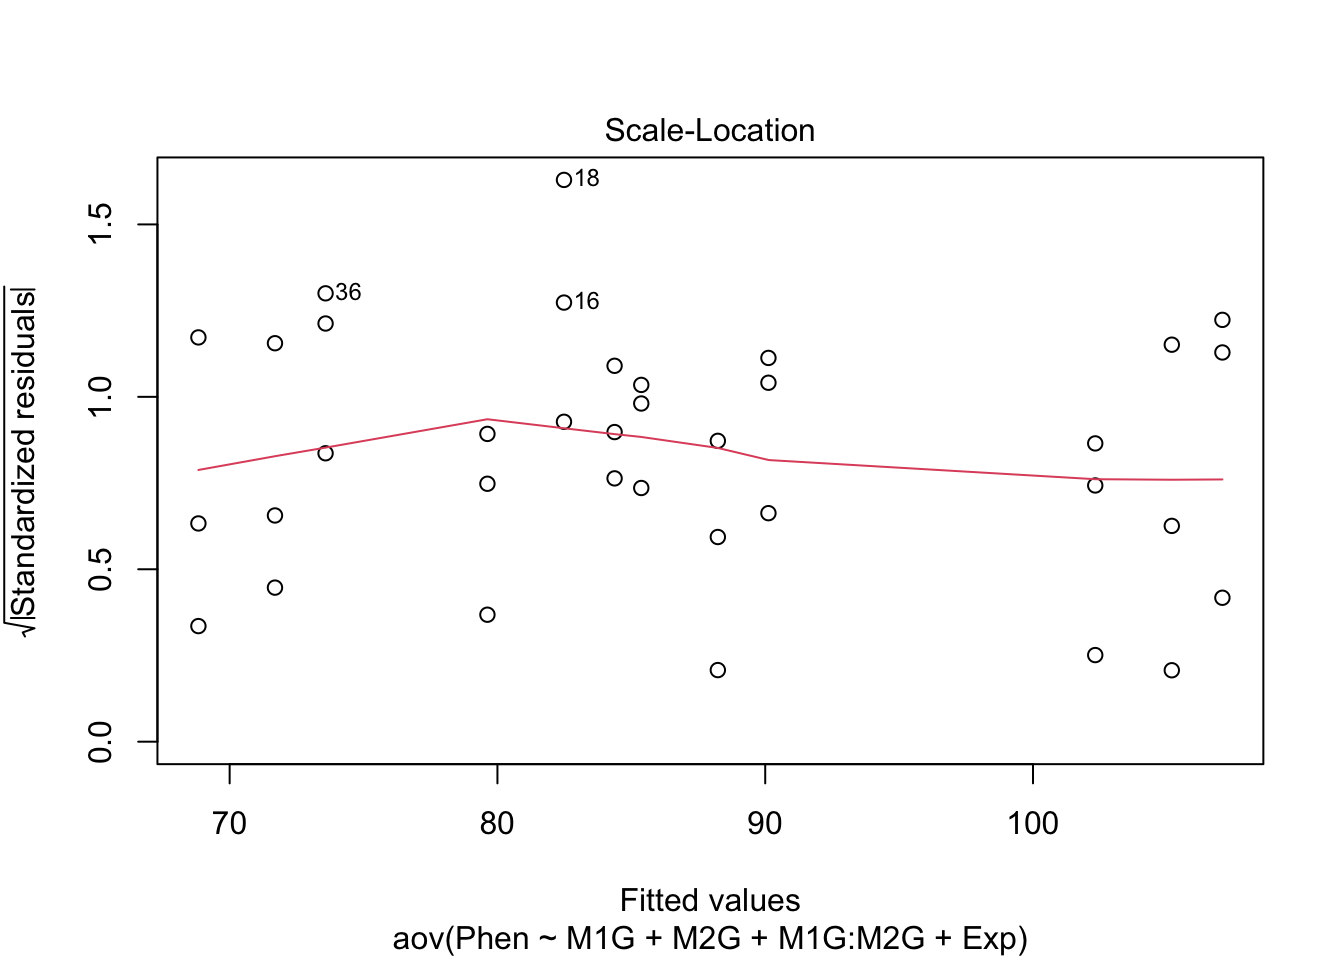 Scale-Location
√|Standardized residuals|
1.5
1.0
0.5
0.0
18
36
16
70 80 90 100
Fitted values
aov(Phen ~ M1G + M2G + M1G:M2G + Exp)